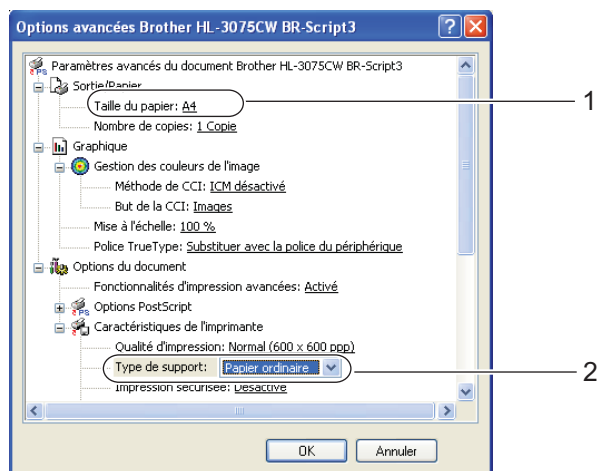 Options avancées Brother HL-3075CW BR-Script3
Paramètres avancés du document Brother HL-3075CW BR-Script3
Sortie/Papier
Taille du papier: A4
1
Nombre de copies: 1 Copie
Graphique
Gestion des couleurs de l'image
Méthode de CCI: ICM désactivé
But de la CCI: Images
Mise à l'échelle: 100 %
Police TrueType: Substituer avec la police du périphérique
Options du document
Fonctionnalités d'impression avancées: Activé
Options PostScript
Caractéristiques de l'imprimante
Qualité d'impression: Normal (600 x 600 ppp)
Type de support: Papier ordinaire
2
Impression sécurisée: Désactivé
OK Annuler